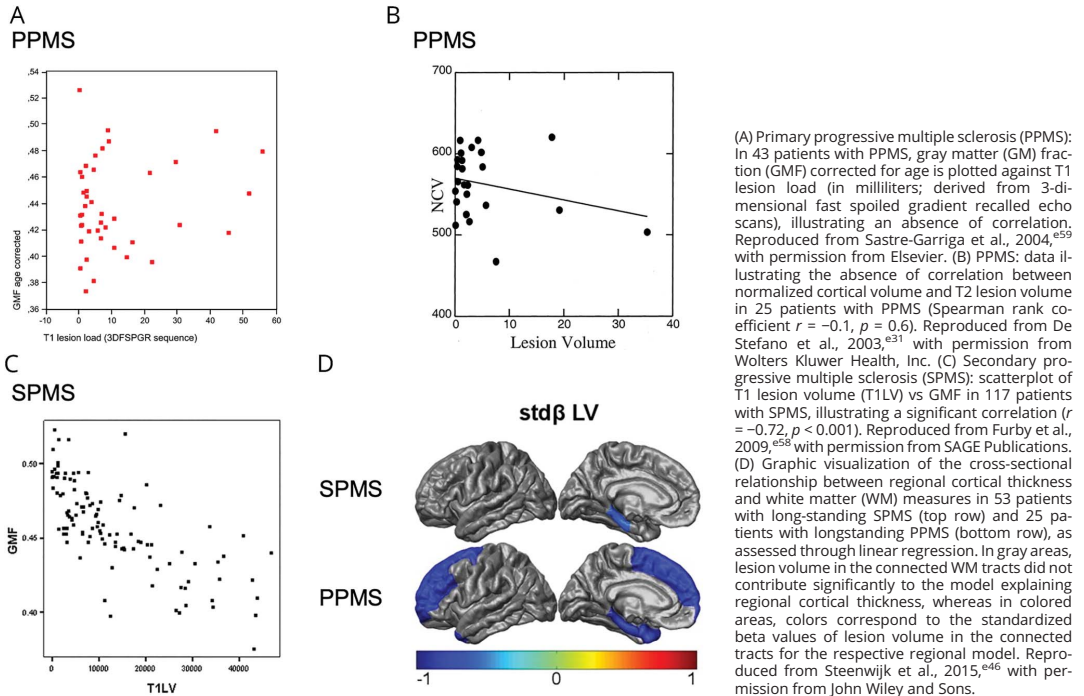 A
PPMS
GMF age corrected
,54
,52
,50
,48
,46
,44
,42
,40
,38
,36
-10 0 10 20 30 40 50 60
T1 lesion load (3DFSPGR sequence)
B
PPMS
NCV
700
600
500
400
0 10 20 30 40
Lesion Volume
C
SPMS
GMF
0.50
0.45
0.40
0 10000 20000 30000 40000
T1LV
D
stdβ LV
SPMS
PPMS
-1 0 1
(A) Primary progressive multiple sclerosis (PPMS):
In 43 patients with PPMS, gray matter (GM) frac-
tion (GMF) corrected for age is plotted against T1
lesion load (in milliliters; derived from 3-di-
mensional fast spoiled gradient recalled echo
scans), illustrating an absence of correlation.
Reproduced from Sastre-Garriga et al., 2004,e59
with permission from Elsevier. (B) PPMS: data il-
lustrating the absence of correlation between
normalized cortical volume and T2 lesion volume
in 25 patients with PPMS (Spearman rank co-
efficient r = −0.1, p = 0.6). Reproduced from De
Stefano et al., 2003,e31 with permission from
Wolters Kluwer Health, Inc. (C) Secondary pro-
gressive multiple sclerosis (SPMS): scatterplot of
T1 lesion volume (T1LV) vs GMF in 117 patients
with SPMS, illustrating a significant correlation (r
= −0.72, p < 0.001). Reproduced from Furby et al.,
2009,e58 with permission from SAGE Publications.
(D) Graphic visualization of the cross-sectional
relationship between regional cortical thickness
and white matter (WM) measures in 53 patients
with long-standing SPMS (top row) and 25 pa-
tients with longstanding PPMS (bottom row), as
assessed through linear regression. In gray areas,
lesion volume in the connected WM tracts did not
contribute significantly to the model explaining
regional cortical thickness, whereas in colored
areas, colors correspond to the standardized
beta values of lesion volume in the connected
tracts for the respective regional model. Repro-
duced from Steenwijk et al., 2015,e46 with per-
mission from John Wiley and Sons.